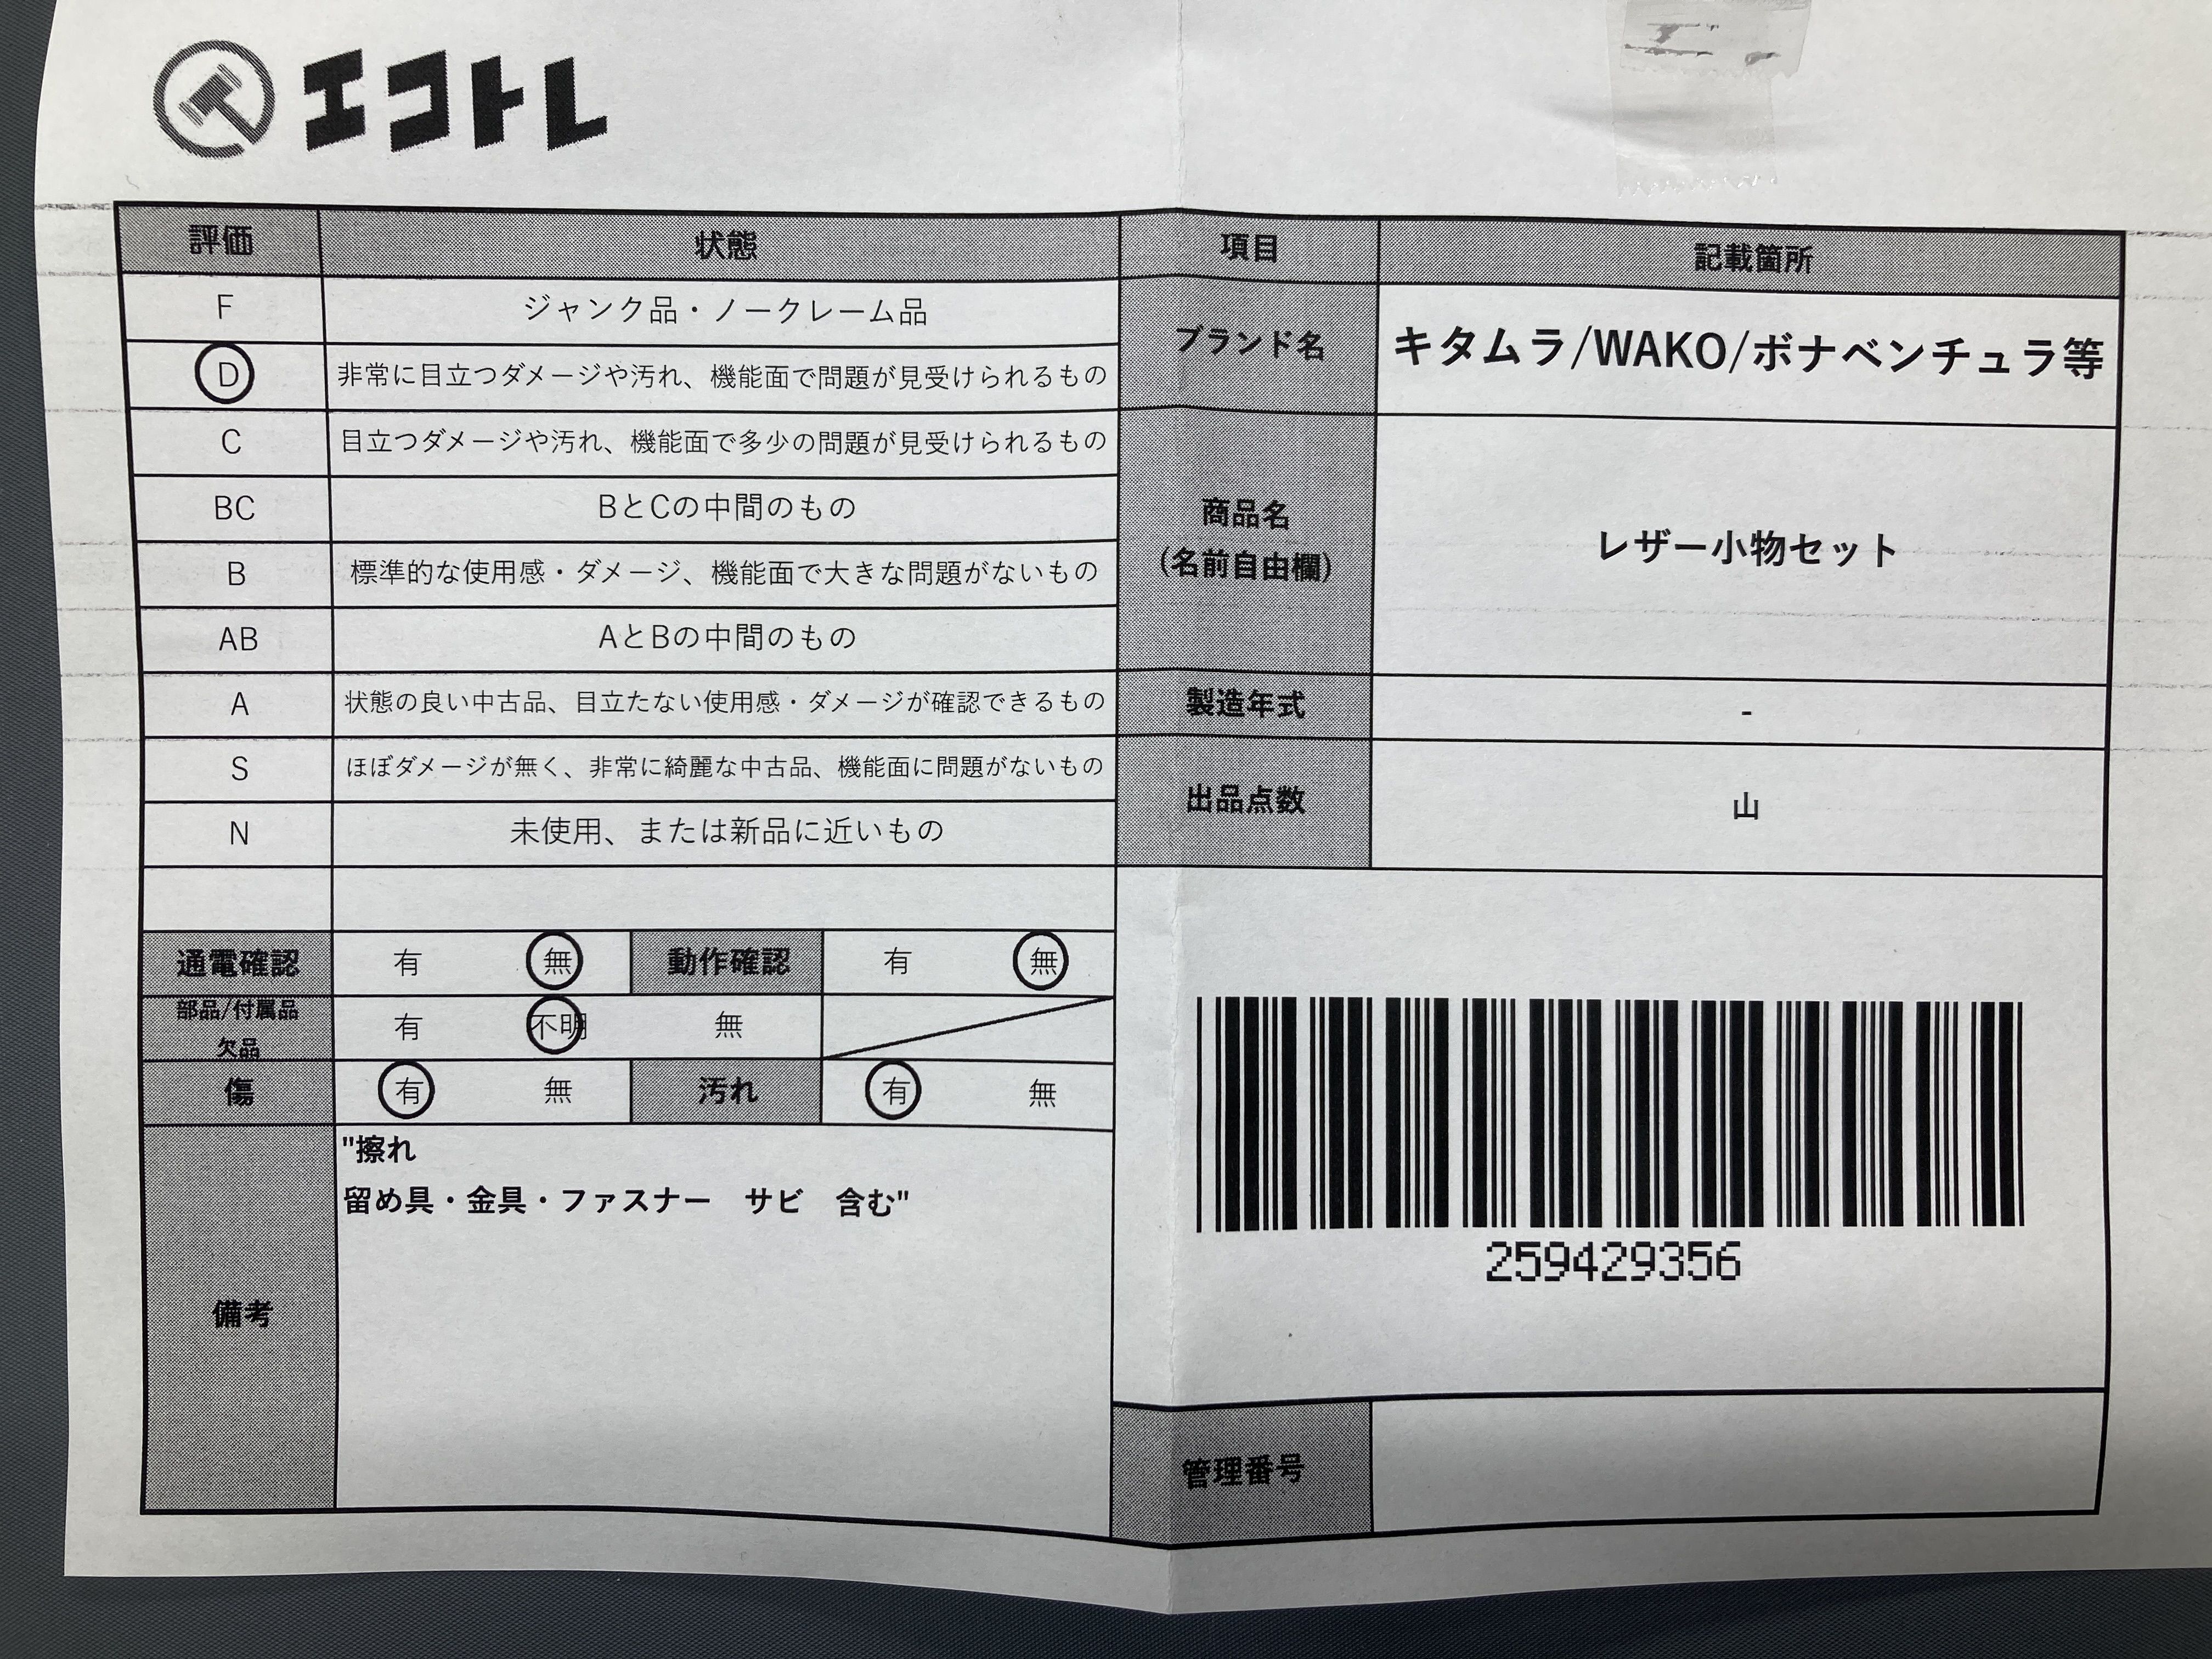 エコトレ
評価 状態 項目 記載箇所
F ジャンク品・ノークレーム品
D 非常に目立つダメージや汚れ、機能面で問題が見受けられるもの
C 目立つダメージや汚れ、機能面で多少の問題が見受けられるもの
BC BとCの中間のもの
B 標準的な使用感・ダメージ、機能面で大きな問題がないもの
AB AとBの中間のもの
A 状態の良い中古品、目立たない使用感・ダメージが確認できるもの
S ほぼダメージが無く、非常に綺麗な中古品、機能面に問題がないもの
N 未使用、または新品に近いもの
ブランド名 キタムラ/WAKO/ボナベンチュラ等
商品名
(名前自由欄)
レザー小物セット
製造年式 -
出品点数 山
通電確認 有 無 動作確認 有 無
部品/付属品
欠品
有 不明 無
傷 有 無 汚れ 有 無
備考
"擦れ
留め具・金具・ファスナー　サビ　含む"
259429356
管理番号